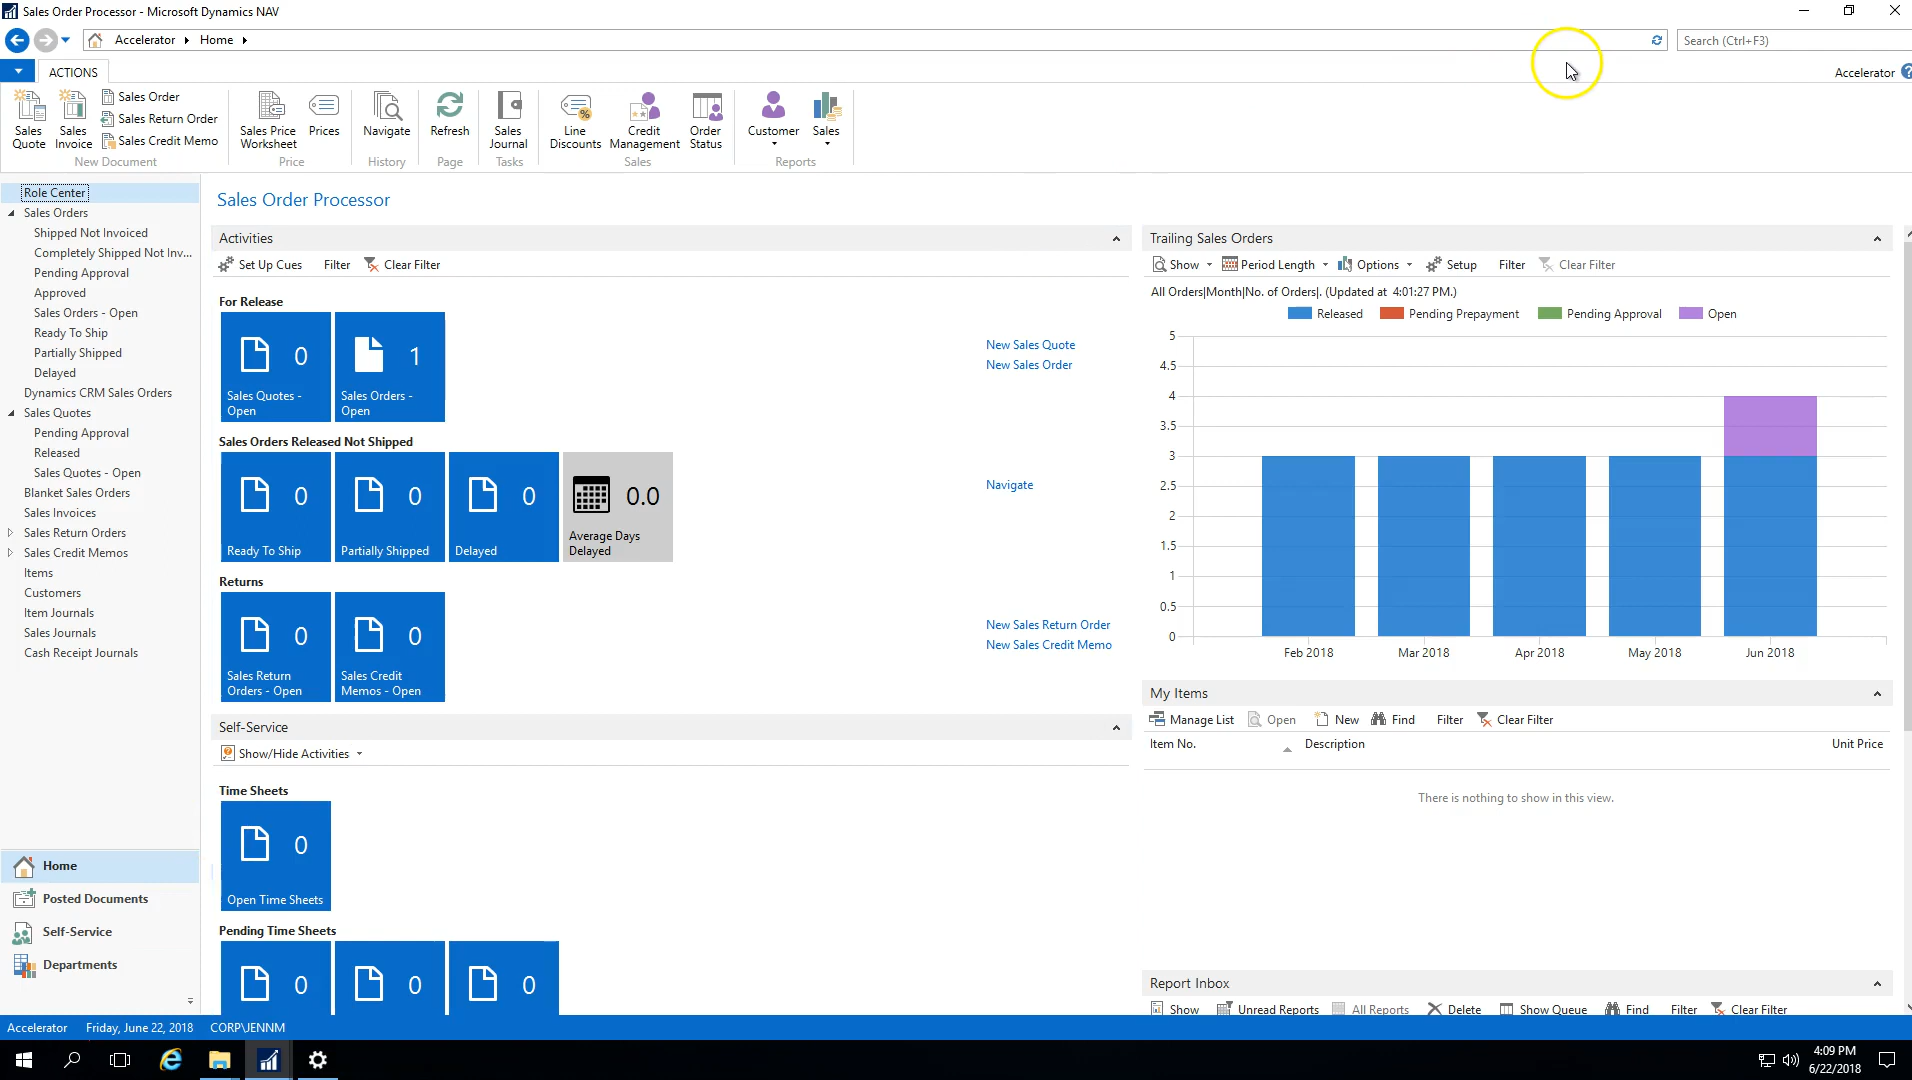 Sales Order Processor - Microsoft Dynamics NAV
Accelerator
Home
Search (Ctrl+F3)
ACTIONS
Accelerator
?
Sales Quote
Sales Invoice
Sales Order
Sales Return Order
Sales Credit Memo
New Document
Sales Price Worksheet
Prices
Price
Navigate
History
Refresh
Page
Sales Journal
Tasks
Line Discounts
Credit Management
Order Status
Sales
Customer
Sales
Reports
Role Center
Sales Orders
Shipped Not Invoiced
Completely Shipped Not Inv...
Pending Approval
Approved
Sales Orders - Open
Ready To Ship
Partially Shipped
Delayed
Dynamics CRM Sales Orders
Sales Quotes
Pending Approval
Released
Sales Quotes - Open
Blanket Sales Orders
Sales Invoices
Sales Return Orders
Sales Credit Memos
Items
Customers
Item Journals
Sales Journals
Cash Receipt Journals
Home
Posted Documents
Self-Service
Departments
Sales Order Processor
Activities
Set Up Cues Filter Clear Filter
For Release
0
Sales Quotes -
Open
1
Sales Orders -
Open
New Sales Quote
New Sales Order
Sales Orders Released Not Shipped
0
Ready To Ship
0
Partially Shipped
0
Delayed
0.0
Average Days
Delayed
Navigate
Returns
0
Sales Return
Orders - Open
0
Sales Credit
Memos - Open
New Sales Return Order
New Sales Credit Memo
Self-Service
Show/Hide Activities
Time Sheets
0
Open Time Sheets
Pending Time Sheets
0
0
0
Trailing Sales Orders
Show Period Length Options Setup Filter Clear Filter
All Orders|Month|No. of Orders|. (Updated at 4:01:27 PM.)
Released Pending Prepayment Pending Approval Open
5
4.5
4
3.5
3
2.5
2
1.5
1
0.5
0
Feb 2018 Mar 2018 Apr 2018 May 2018 Jun 2018
My Items
Manage List Open New Find Filter Clear Filter
Item No. Description Unit Price
There is nothing to show in this view.
Report Inbox
Show Unread Reports All Reports Delete Show Queue Find Filter Clear Filter
Accelerator Friday, June 22, 2018 CORP\JENNM
4:09 PM
6/22/2018